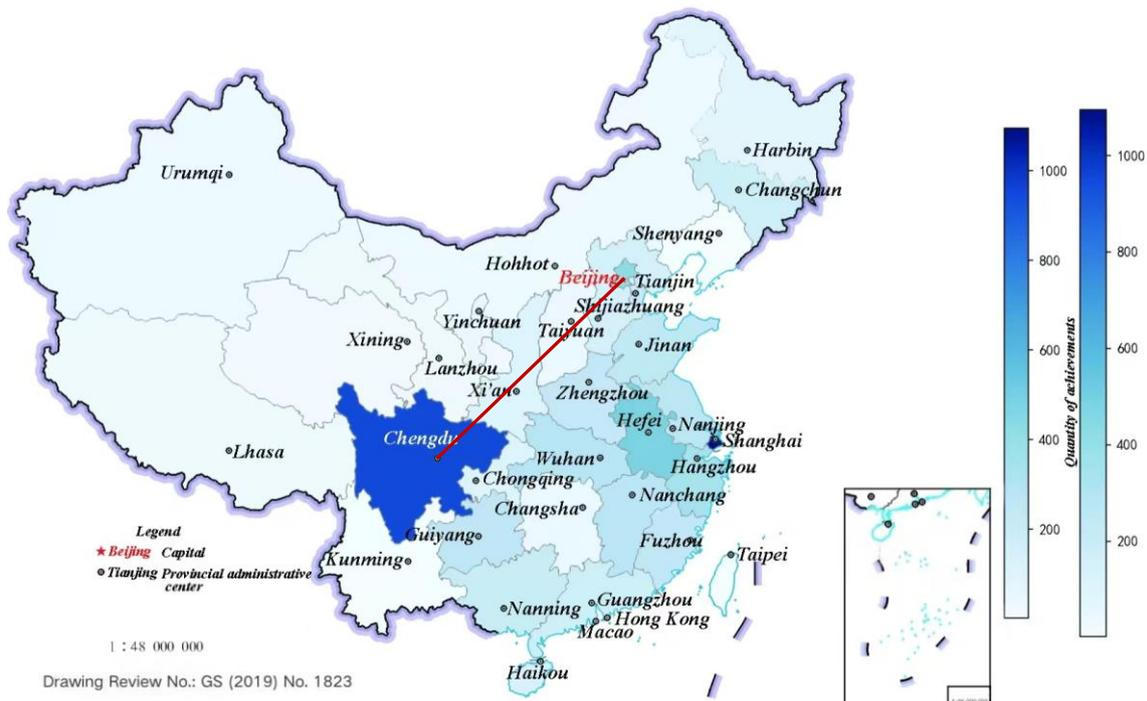 Harbin
Urumqi
Changchun
Shenyang
Hohhot
Beijing
Tianjin
Shijiazhuang
Yinchuan
Taiyuan
Xining
Jinan
Lanzhou
Xi'an
Zhengzhou
Hefei
Nanjing
Chengdu
Shanghai
Lhasa
Wuhan
Hangzhou
Chongqing
Nanchang
Changsha
Guiyang
Fuzhou
Kunming
Taipei
Nanning
Guangzhou
Hong Kong
Macao
Haikou
Legend
Beijing Capital
Tianjing Provincial administrative
center
1:48 000 000
Drawing Review No.: GS (2019) No. 1823
1000
800
600
400
200
Quantity of achievements
1000
800
600
400
200